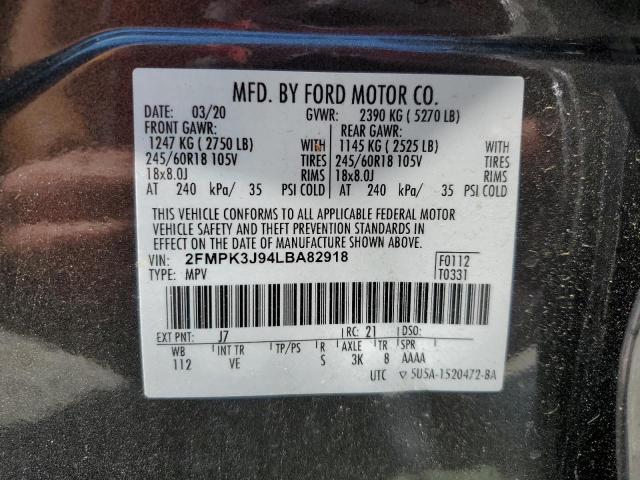 MFD. BY FORD MOTOR CO.
DATE: 03/20 GVWR: 2390 KG ( 5270 LB)
FRONT GAWR: REAR GAWR:
1247 KG ( 2750 LB) WITH 1145 KG ( 2525 LB) WITH
245/60R18 105V TIRES 245/60R18 105V TIRES
18x8.0J RIMS 18x8.0J RIMS
AT 240 kPa/ 35 PSI COLD AT 240 kPa/ 35 PSI COLD
THIS VEHICLE CONFORMS TO ALL APPLICABLE FEDERAL MOTOR
VEHICLE SAFETY AND THEFT PREVENTION STANDARDS IN
EFFECT ON THE DATE OF MANUFACTURE SHOWN ABOVE.
VIN: 2FMPK3J94LBA82918 F0112
TYPE: MPV T0331
EXT PNT: J7 RC: 21 DSO:
WB INT TR TP/PS R AXLE TR SPR
112 VE S 3K 8 AAAA
UTC ▽ 5U5A-1520472-BA